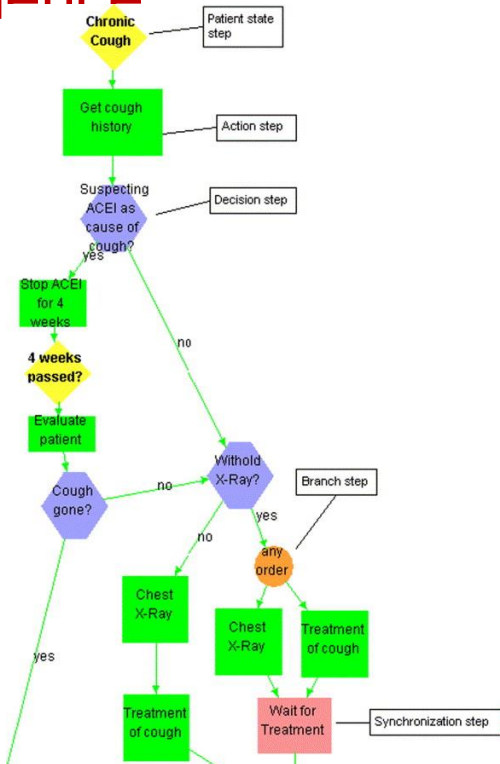 Chronic
Cough
Patient state
step
Get cough
history
Action step
Suspecting
ACEI as
cause of
cough?
Decision step
yes
Stop ACEI
for 4
weeks
no
4 weeks
passed?
Evaluate
patient
Withold
X-Ray?
Cough
gone?
no
Branch step
yes
no
any
order
Chest
X-Ray
Chest
X-Ray
Treatment
of cough
yes
Treatment
of cough
Wait for
Treatment
Synchronization step